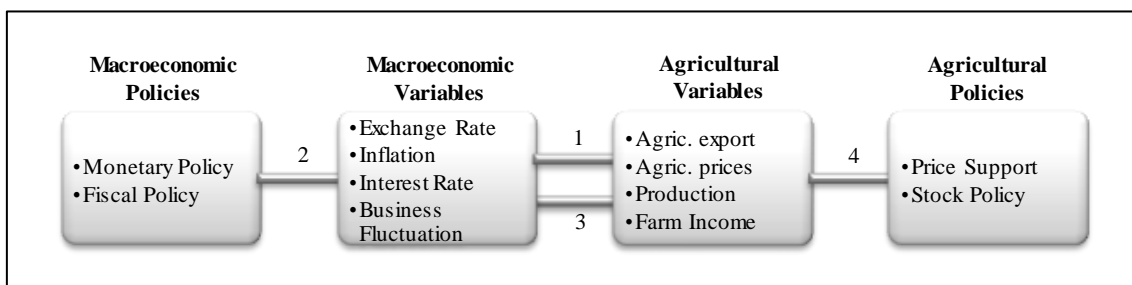 Macroeconomic
Policies
Macroeconomic
Variables
Agricultural
Variables
Agricultural
Policies
•Monetary Policy
•Fiscal Policy
2
•Exchange Rate
•Inflation
•Interest Rate
•Business
Fluctuation
1
3
•Agric. export
•Agric. prices
•Production
•Farm Income
4
•Price Support
•Stock Policy